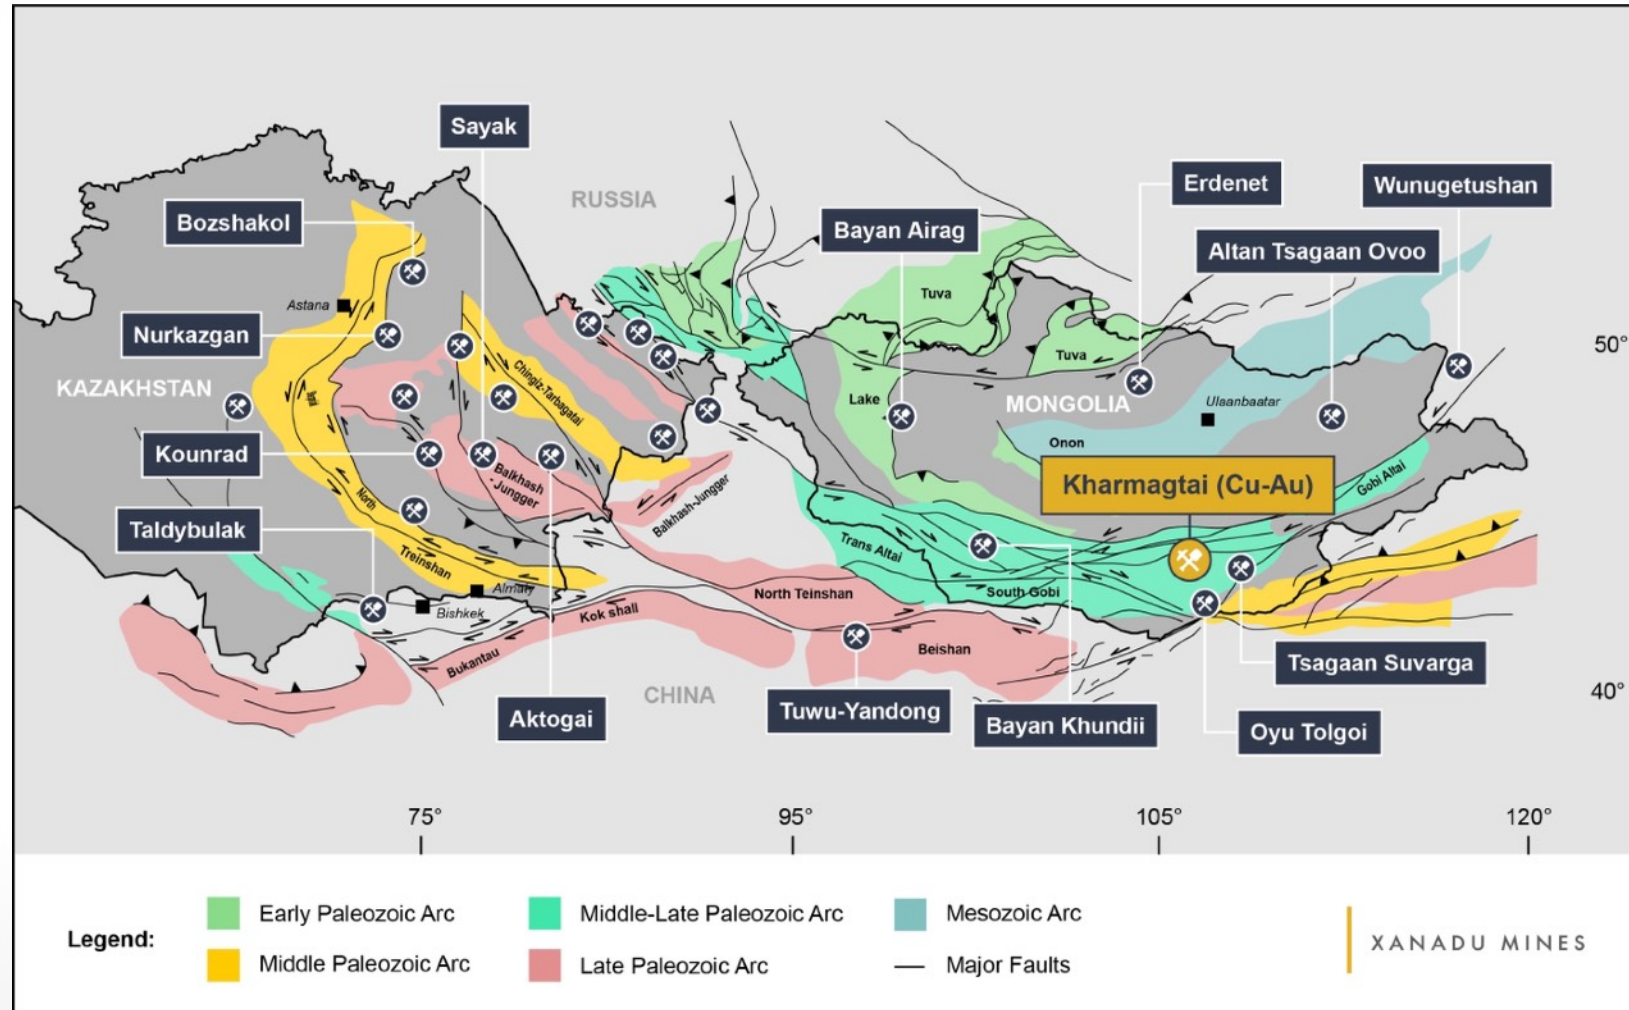 Sayak
Erdenet
Wunugetushan
RUSSIA
Bozshakol
Bayan Airag
Altan Tsagaan Ovoo
Astana
Tuva
Nurkazgan
50°
Tuva
KAZAKHSTAN
Chingiz-Tarbagatai
Lake
MONGOLIA
Ulaanbaatar
Onon
Kounrad
Balkhash
-Jungger
Balkhash-Jungger
Kharmagtai (Cu-Au)
Gobi Altai
North
Taldybulak
Trans Altai
Treinshan
Almaty
North Teinshan
South Gobi
Bishkek
Kok shall
Bukantau
Beishan
Tsagaan Suvarga
40°
CHINA
Aktogai
Tuwu-Yandong
Bayan Khundii
Oyu Tolgoi
75°
95°
105°
120°
Legend:
Early Paleozoic Arc
Middle-Late Paleozoic Arc
Mesozoic Arc
Middle Paleozoic Arc
Late Paleozoic Arc
Major Faults
XANADU MINES